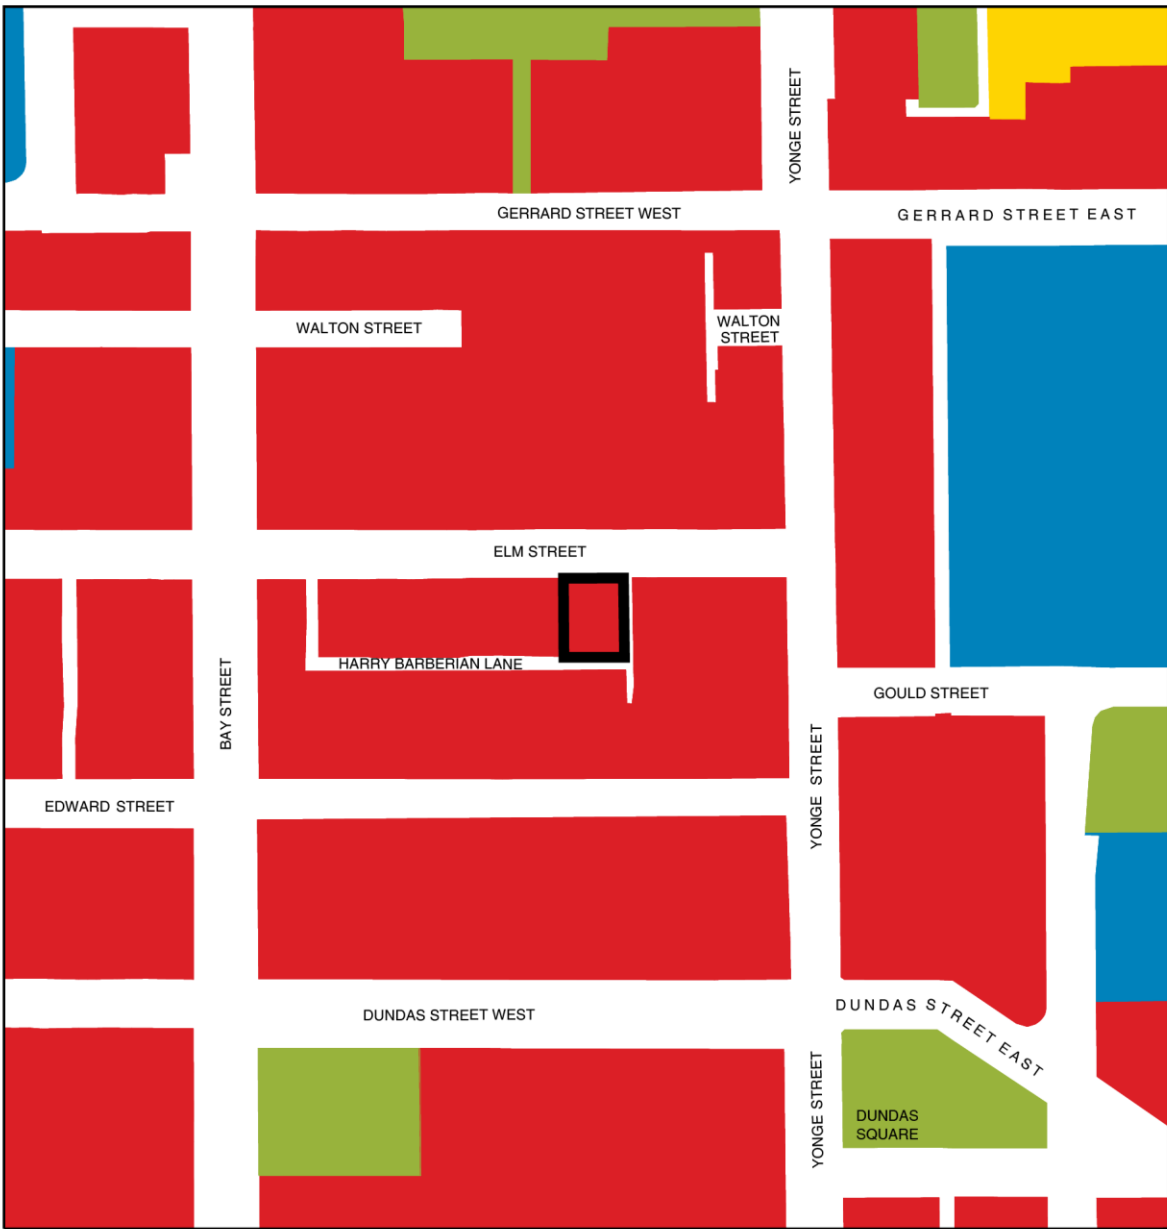 YONGE STREET
GERRARD STREET WEST
GERRARD STREET EAST
WALTON STREET
WALTON
STREET
ELM STREET
HARRY BARBERIAN LANE
BAY STREET
GOULD STREET
YONGE STREET
EDWARD STREET
DUNDAS STREET WEST
DUNDAS STREET EAST
YONGE STREET
DUNDAS
SQUARE